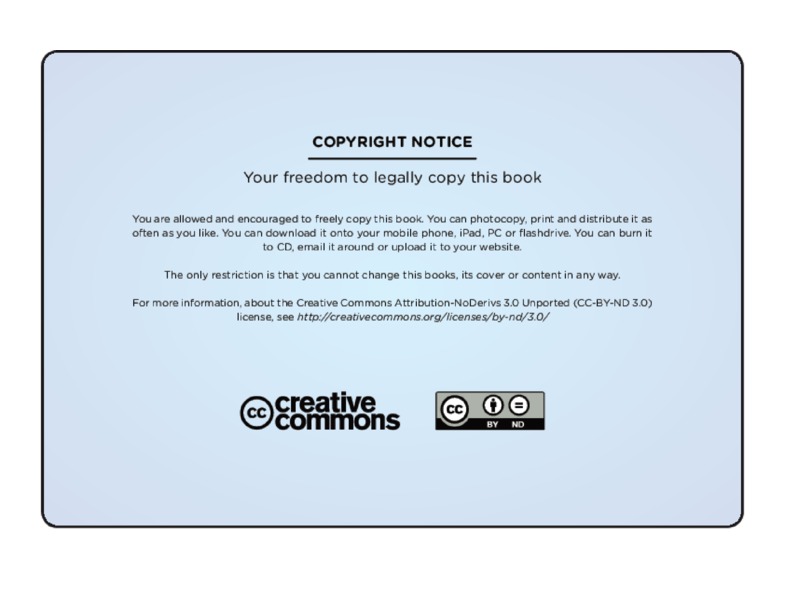 COPYRIGHT NOTICE
Your freedom to legally copy this book
You are allowed and encouraged to freely copy this book. You can photocopy, print and distribute it as
often as you like. You can download it onto your mobile phone, iPad, PC or flashdrive. You can burn it
to CD, email it around or upload it to your website.
The only restriction is that you cannot change this books, its cover or content in any way.
For more information, about the Creative Commons Attribution-NoDerivs 3.0 Unported (CC-BY-ND 3.0)
license, see http://creativecommons.org/licenses/by-nd/3.0/
cc creative
commons
cc
BY ND